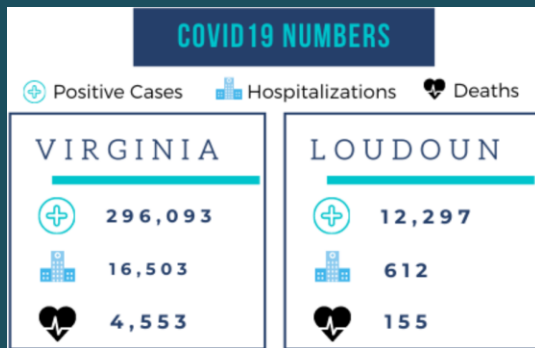 COVID19 NUMBERS
Positive Cases Hospitalizations Deaths
VIRGINIA
296,093
16,503
4,553
LOUDOUN
12,297
612
155